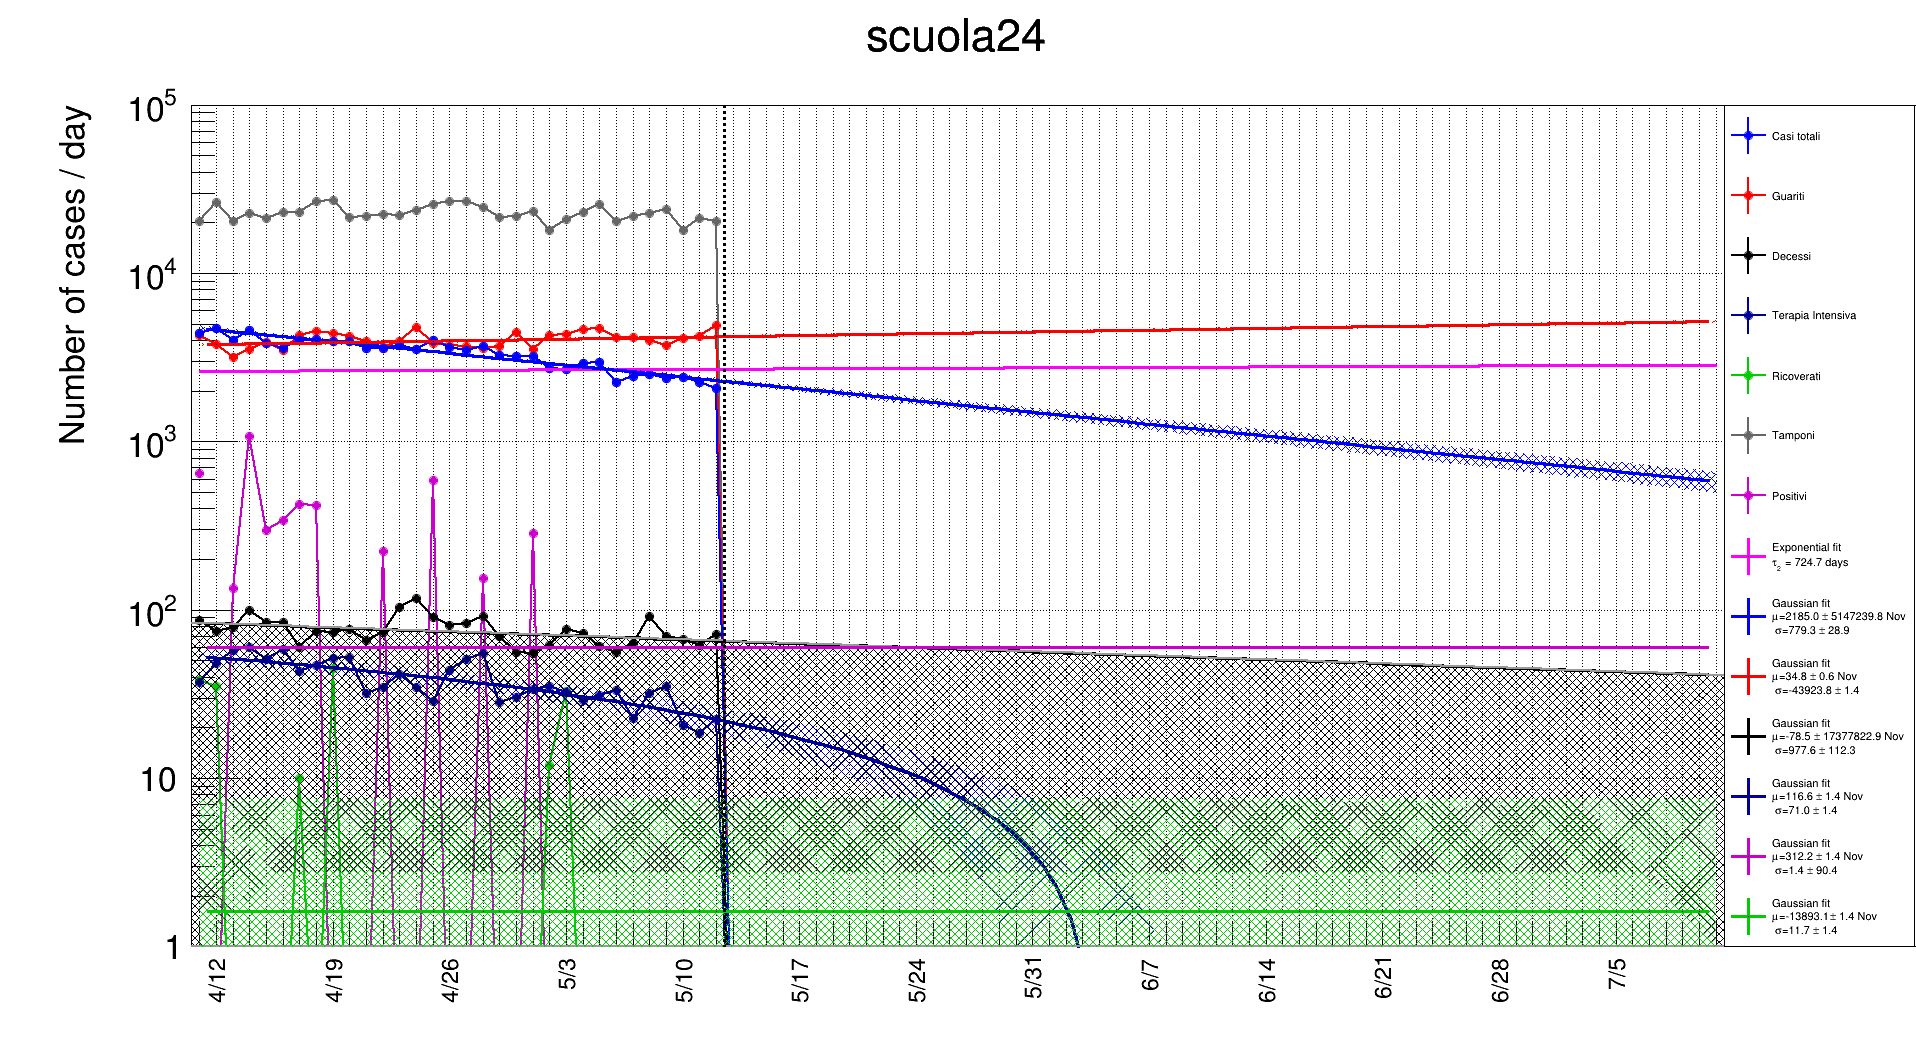 scuola24
Number of cases / day
10^5
10^4
10^3
10^2
10
1
4/12
4/19
4/26
5/3
5/10
5/17
5/24
5/31
6/7
6/14
6/21
6/28
7/5
Casi totali
Guariti
Decessi
Terapia Intensiva
Ricoverati
Tamponi
Positivi
Exponential fit
τ_2 = 724.7 days
Gaussian fit
μ=2185.0 ± 5147239.8 Nov
σ=779.3 ± 28.9
Gaussian fit
μ=34.8 ± 0.6 Nov
σ=-43923.8 ± 1.4
Gaussian fit
μ=-78.5 ± 17377822.9 Nov
σ=977.6 ± 112.3
Gaussian fit
μ=116.6 ± 1.4 Nov
σ=71.0 ± 1.4
Gaussian fit
μ=312.2 ± 1.4 Nov
σ=1.4 ± 90.4
Gaussian fit
μ=-13893.1 ± 1.4 Nov
σ=11.7 ± 1.4